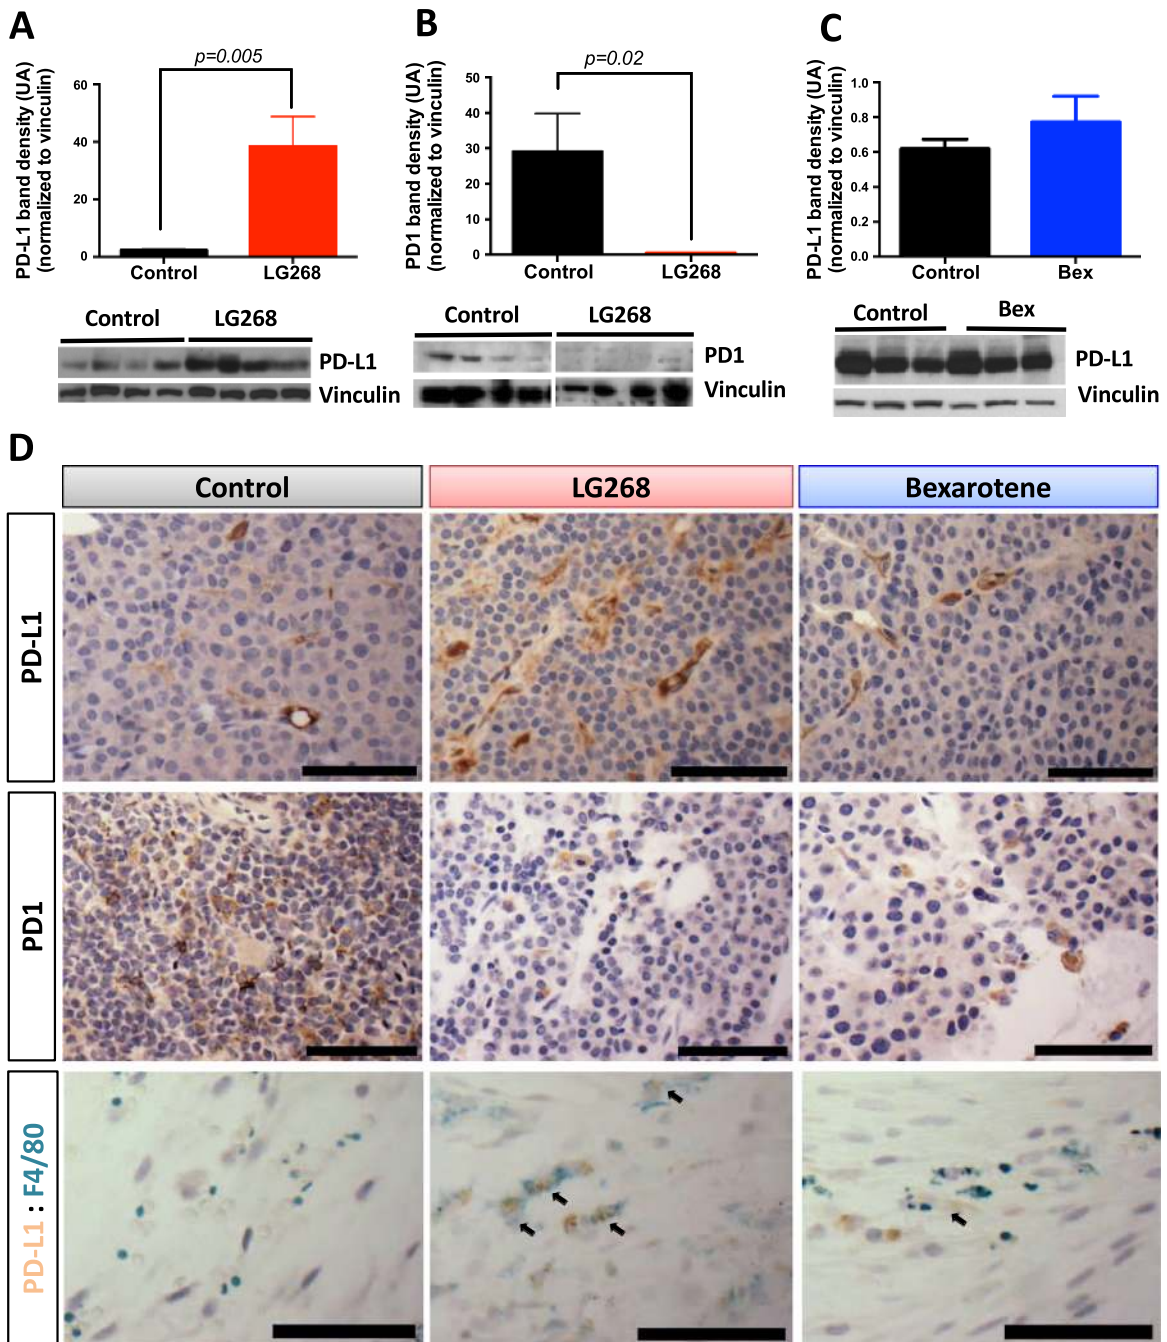 A
p=0.005
PD-L1 band density (UA)
(normalized to vinculin)
60
40
20
0
Control LG268
Control LG268
PD-L1
Vinculin
B
p=0.02
PD1 band density (UA)
(normalized to vinculin)
50
40
30
20
10
0
Control LG268
Control LG268
PD1
Vinculin
C
PD-L1 band density (UA)
(normalized to vinculin)
1.0
0.8
0.6
0.4
0.2
0.0
Control Bex
Control Bex
PD-L1
Vinculin
D
Control LG268 Bexarotene
PD-L1
PD1
PD-L1 : F4/80